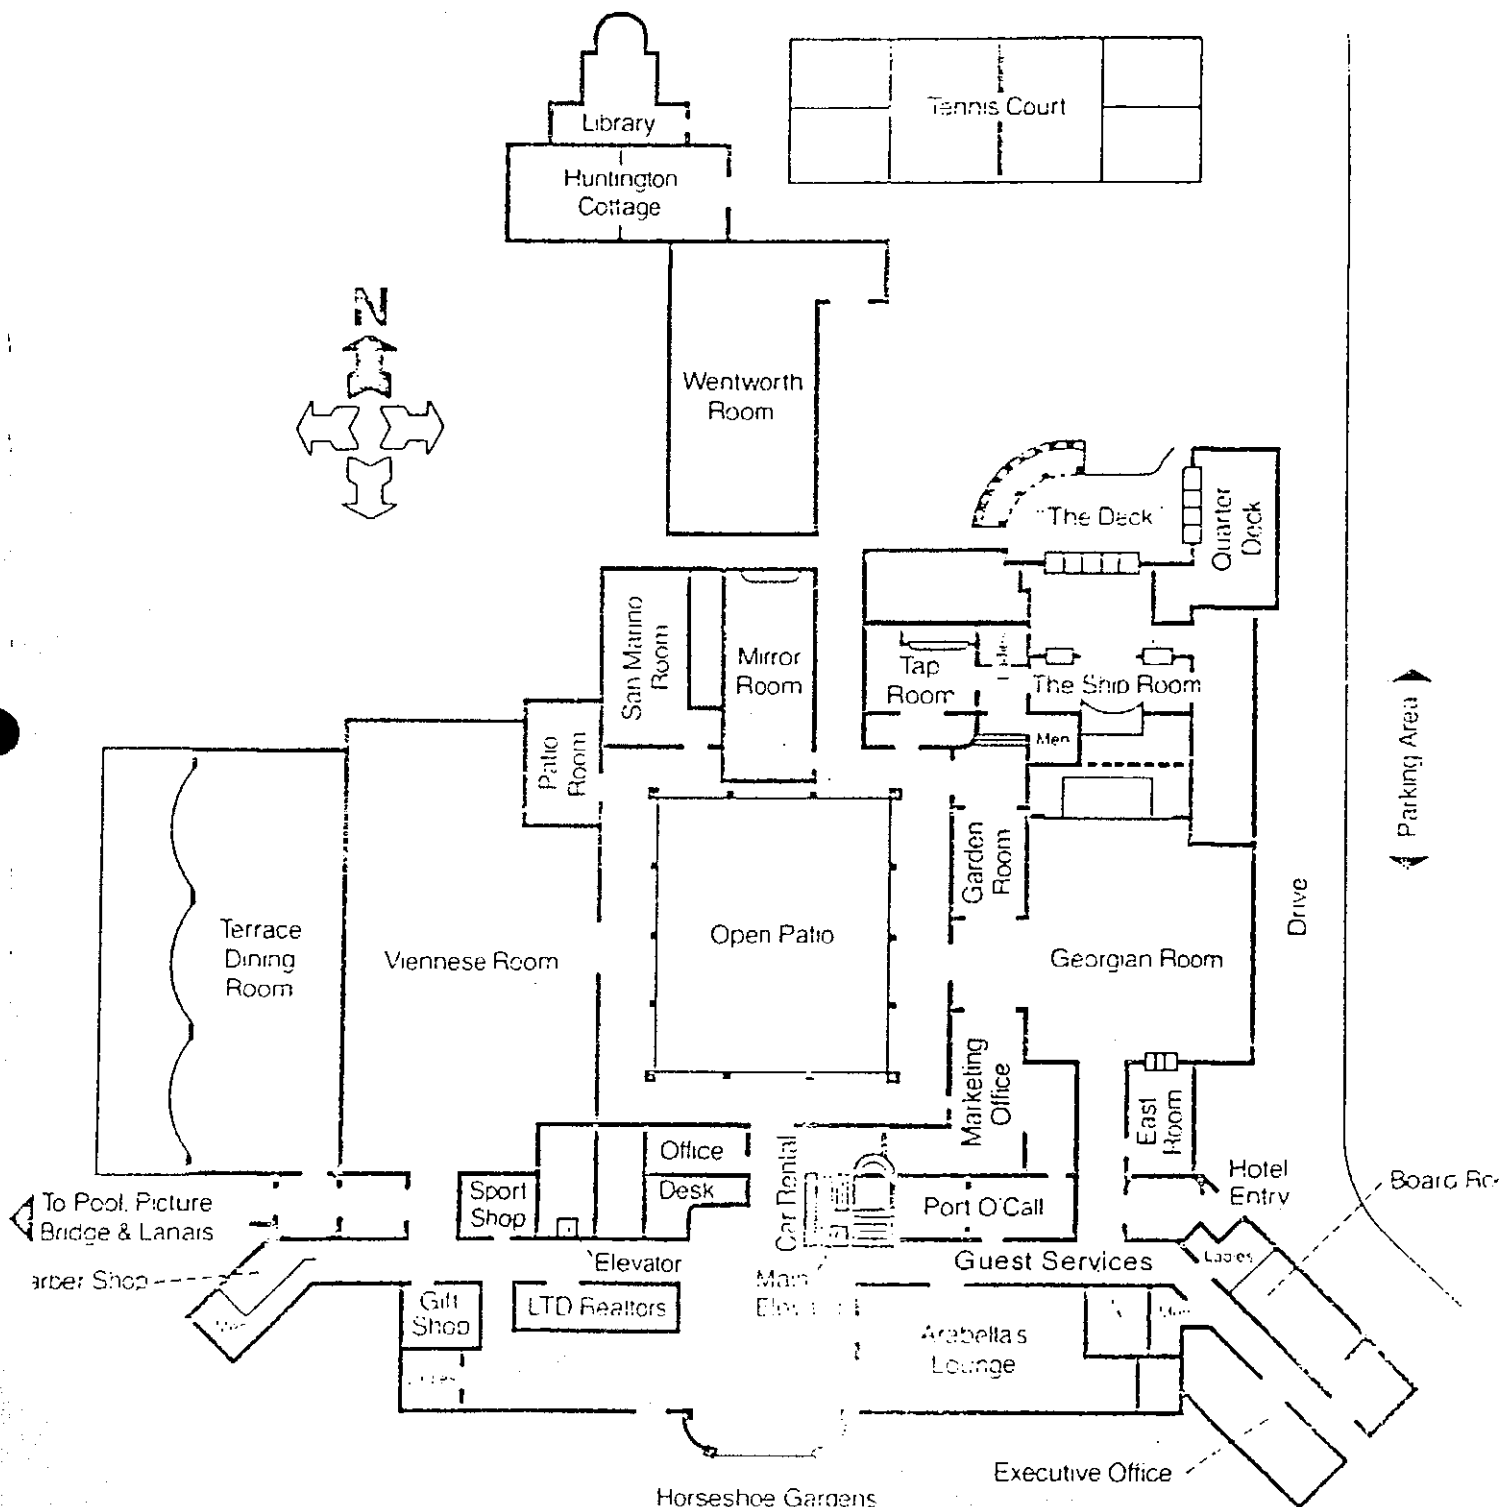 Tennis Court
Library
Huntington
Cottage
N
Wentworth
Room
"The Deck"
Quarter
Deck
San Marino
Room
Mirror
Room
Tap
Room
The Ship Room
Men
Patio
Room
Parking Area
Garden
Room
Drive
Terrace
Dining
Room
Viennese Room
Open Patio
Georgian Room
Marketing
Office
East
Room
Office
Desk
Car Rental
Sport
Shop
Port O'Call
Hotel
Entry
Board Ro
To Pool, Picture
Bridge & Lanais
Elevator
Guest Services
Ladies
arber Shop
Main
Gift
Shop
LTD Realtors
Arabella's
Lounge
Executive Office
Horseshoe Gardens